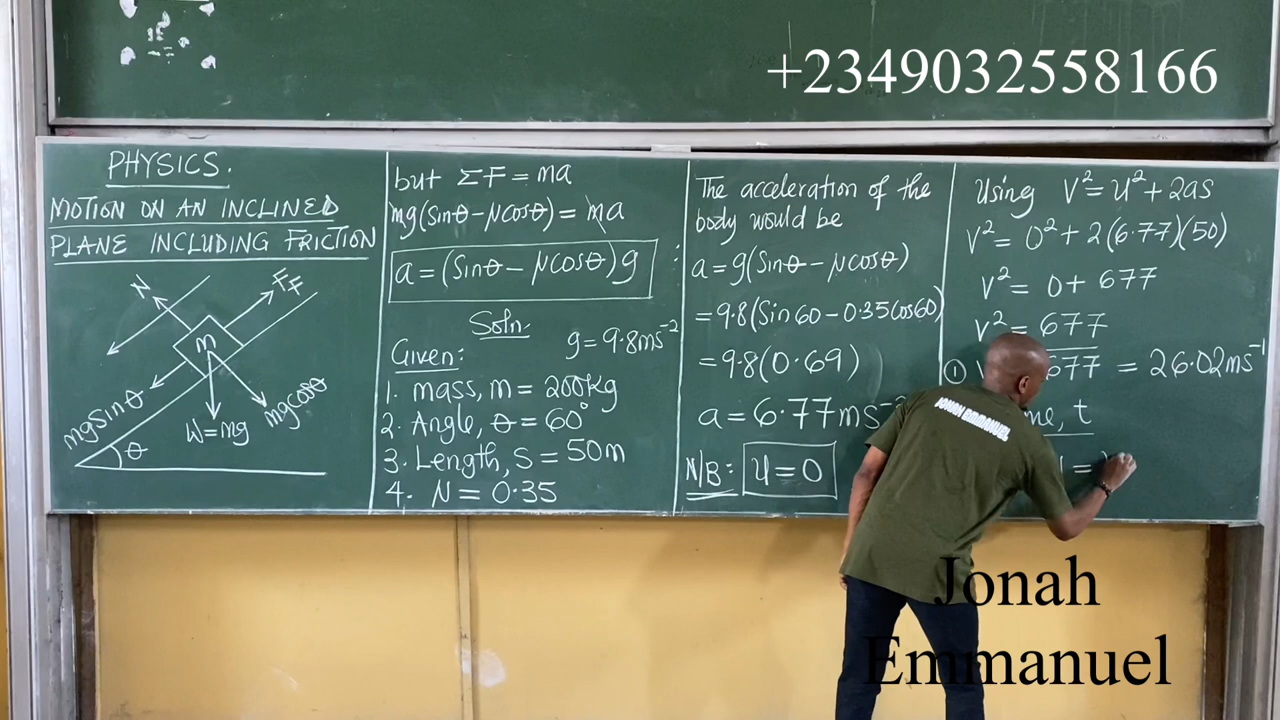 +2349032558166
PHYSICS.
MOTION ON AN INCLINED
PLANE INCLUDING FRICTION
N
FF
m
mgsinθ
W=mg
mgcosθ
θ
but ΣF = ma
mg(sinθ-μcosθ) = ma
a = (sinθ - μcosθ)g
Soln.
g = 9.8ms⁻²
Given:
1. mass, m = 200kg
2. Angle, θ = 60°
3. Length, S = 50m
4. μ = 0.35
The acceleration of the
body would be
a = g(sinθ - μcosθ)
= 9.8(sin60 - 0.35cos60)
= 9.8(0.69)
a = 6.77ms
N/B: U = 0
Using V² = U² + 2as
V² = 0² + 2(6.77)(50)
V² = 0 + 677
V² = 677
① 677 = 26.02ms⁻¹
t
=
JONAH EMMANUEL
Jonah
Emmanuel